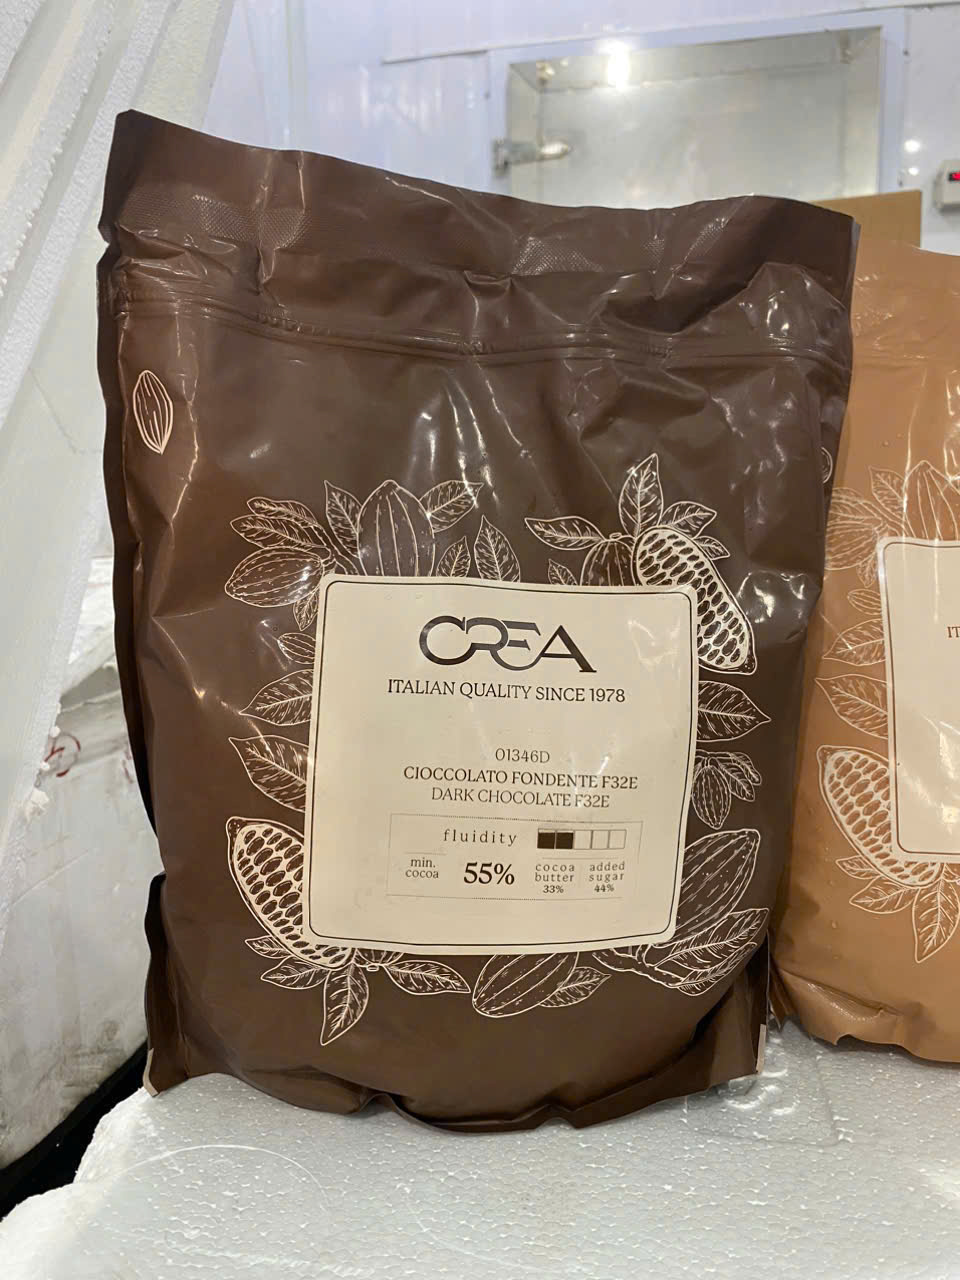 CREA
ITALIAN QUALITY SINCE 1978
01346D
CIOCCOLATO FONDENTE F32E
DARK CHOCOLATE F32E
fluidity
min. cocoa
55%
cocoa butter 33%
added sugar 44%
IT